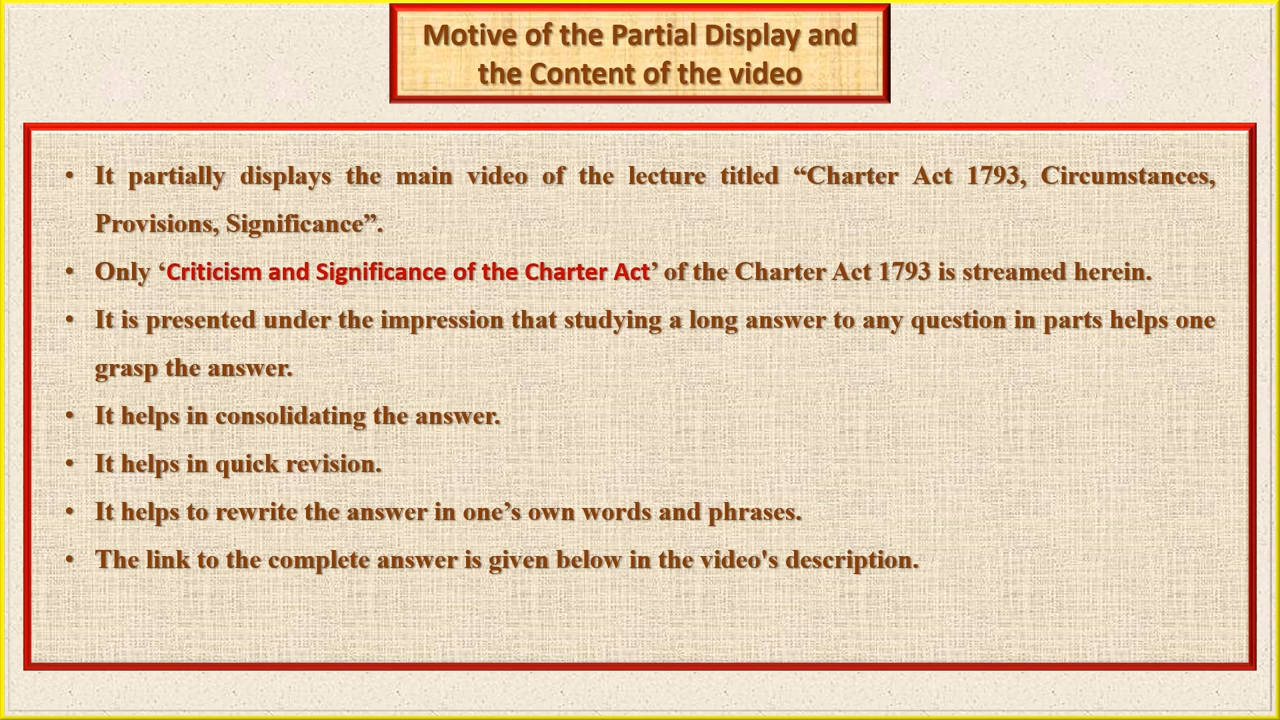 Motive of the Partial Display and
the Content of the video
• It partially displays the main video of the lecture titled “Charter Act 1793, Circumstances,
Provisions, Significance”.
• Only ‘Criticism and Significance of the Charter Act’ of the Charter Act 1793 is streamed herein.
• It is presented under the impression that studying a long answer to any question in parts helps one
grasp the answer.
• It helps in consolidating the answer.
• It helps in quick revision.
• It helps to rewrite the answer in one’s own words and phrases.
• The link to the complete answer is given below in the video's description.